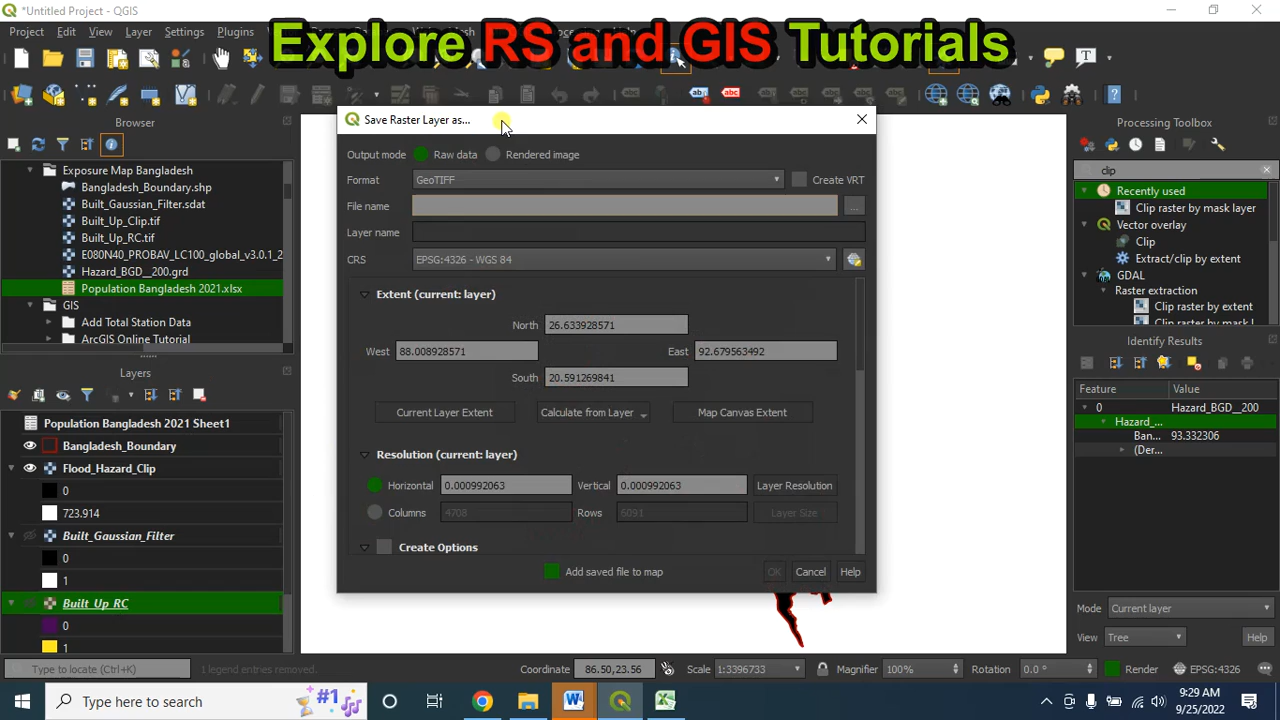 *Untitled Project — QGIS
Project Edit View Layer Settings Plugins
Explore RS and GIS Tutorials
Browser
Exposure Map Bangladesh
Bangladesh_Boundary.shp
Built_Gaussian_Filter.sdat
Built_Up_Clip.tif
Built_Up_RC.tif
E080N40_PROBAV_LC100_global_v3.0.1_2
Hazard_BGD__200.grd
Population Bangladesh 2021.xlsx
GIS
Add Total Station Data
ArcGIS Online Tutorial
Layers
Population Bangladesh 2021 Sheet1
Bangladesh_Boundary
Flood_Hazard_Clip
0
723.914
Built_Gaussian_Filter
0
1
Built_Up_RC
0
1
Save Raster Layer as...
Output mode Raw data Rendered image
Format GeoTIFF Create VRT
File name ...
Layer name
CRS EPSG:4326 - WGS 84
Extent (current: layer)
North 26.633928571
West 88.008928571 East 92.679563492
South 20.591269841
Current Layer Extent Calculate from Layer Map Canvas Extent
Resolution (current: layer)
Horizontal 0.000992063 Vertical 0.000992063 Layer Resolution
Columns 4708 Rows 6091 Layer Size
Create Options
Add saved file to map OK Cancel Help
Processing Toolbox
clip
Recently used
Clip raster by mask layer
Vector overlay
Clip
Extract/clip by extent
GDAL
Raster extraction
Clip raster by extent
Clip raster by mask l
Identify Results
Feature Value
0 Hazard_BGD__200
Hazard_...
Ban... 93.332306
(Der...
Mode Current layer
View Tree Help
Type to locate (Ctrl+K) 1 legend entries removed. Coordinate 86.50,23.56 Scale 1:3396733 Magnifier 100% Rotation 0.0 ° Render EPSG:4326
Type here to search #1 9:29 AM
9/25/2022